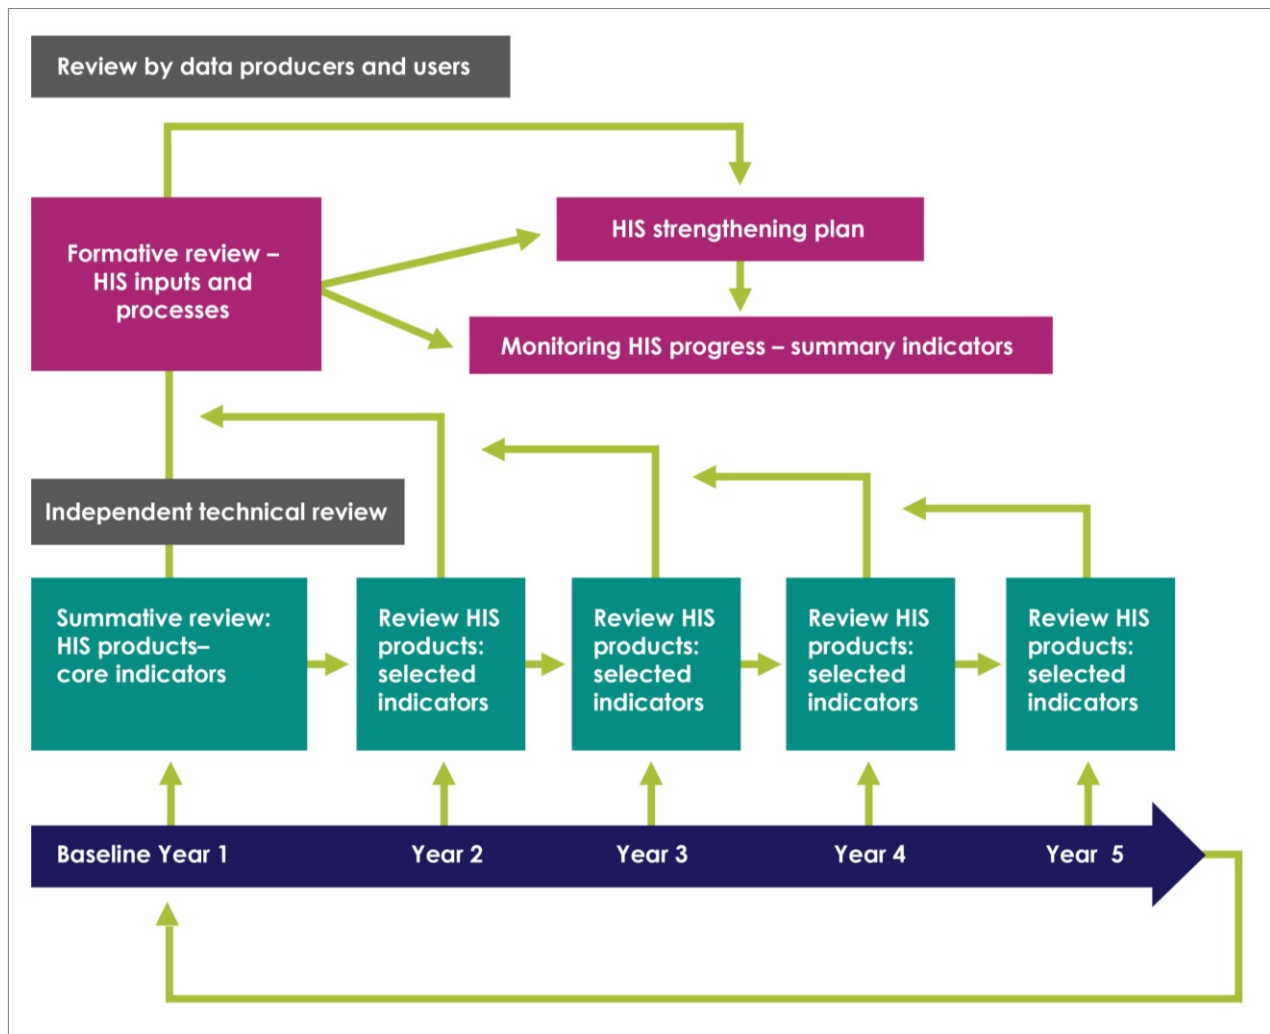 Review by data producers and users
Formative review –
HIS inputs and
processes
HIS strengthening plan
Monitoring HIS progress – summary indicators
Independent technical review
Summative review:
HIS products–
core indicators
Review HIS
products:
selected
indicators
Review HIS
products:
selected
indicators
Review HIS
products:
selected
indicators
Review HIS
products:
selected
indicators
Baseline Year 1
Year 2
Year 3
Year 4
Year 5